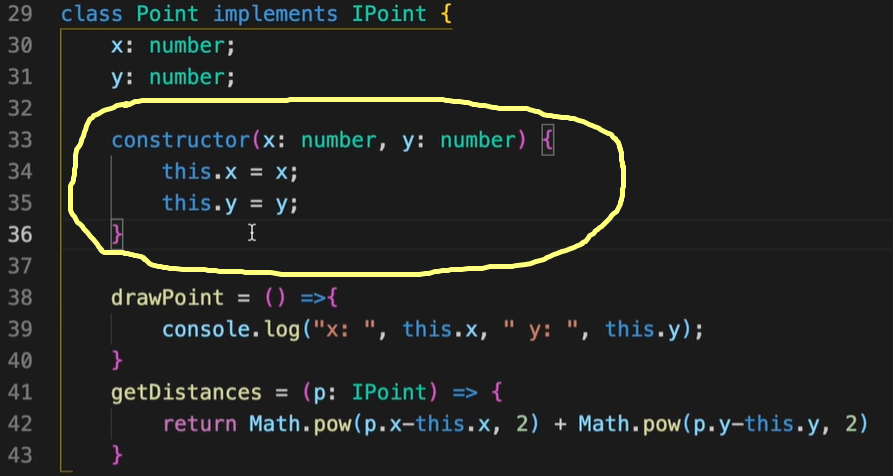 29 class Point implements IPoint {
30 x: number;
31 y: number;
32
33 constructor(x: number, y: number) {
34 this.x = x;
35 this.y = y;
36 }
37
38 drawPoint = () =>{
39 console.log("x: ", this.x, " y: ", this.y);
40 }
41 getDistances = (p: IPoint) => {
42 return Math.pow(p.x-this.x, 2) + Math.pow(p.y-this.y, 2)
43 }